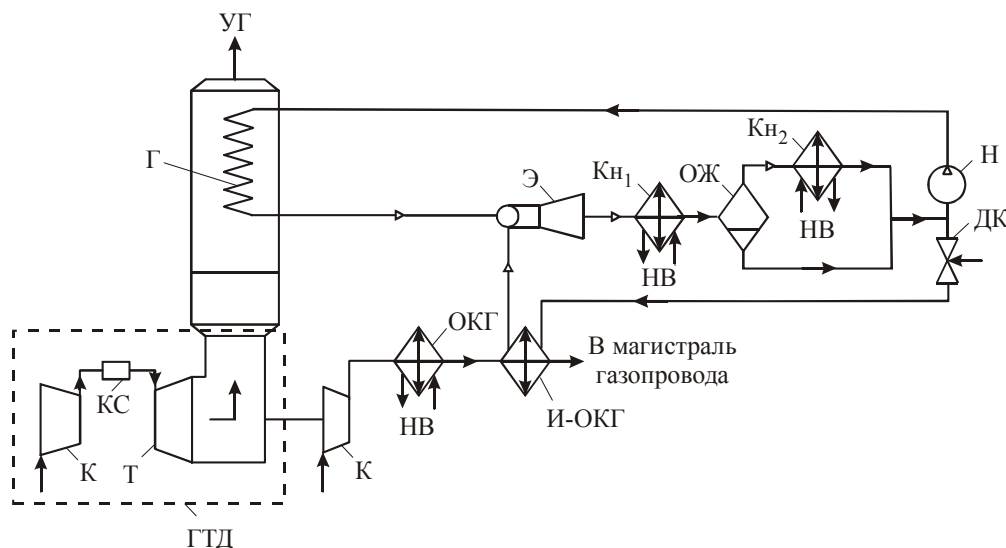 УГ
Г
Э
Кн1
ОЖ
Кн2
Н
НВ
НВ
ДК
ОКГ
В магистраль
газопровода
КС
НВ
И-ОКГ
К
Т
К
ГТД